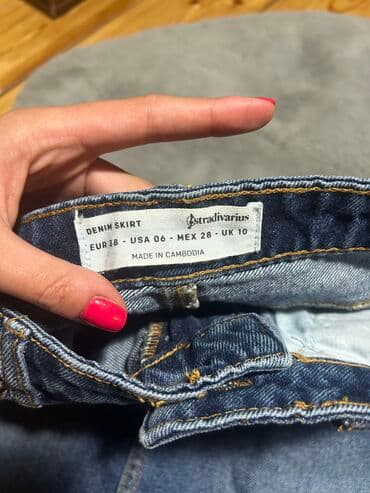 DENIM SKIRT stradivarius
EUR 38 - USA 06 - MEX 28 - UK 10
MADE IN CAMBODIA